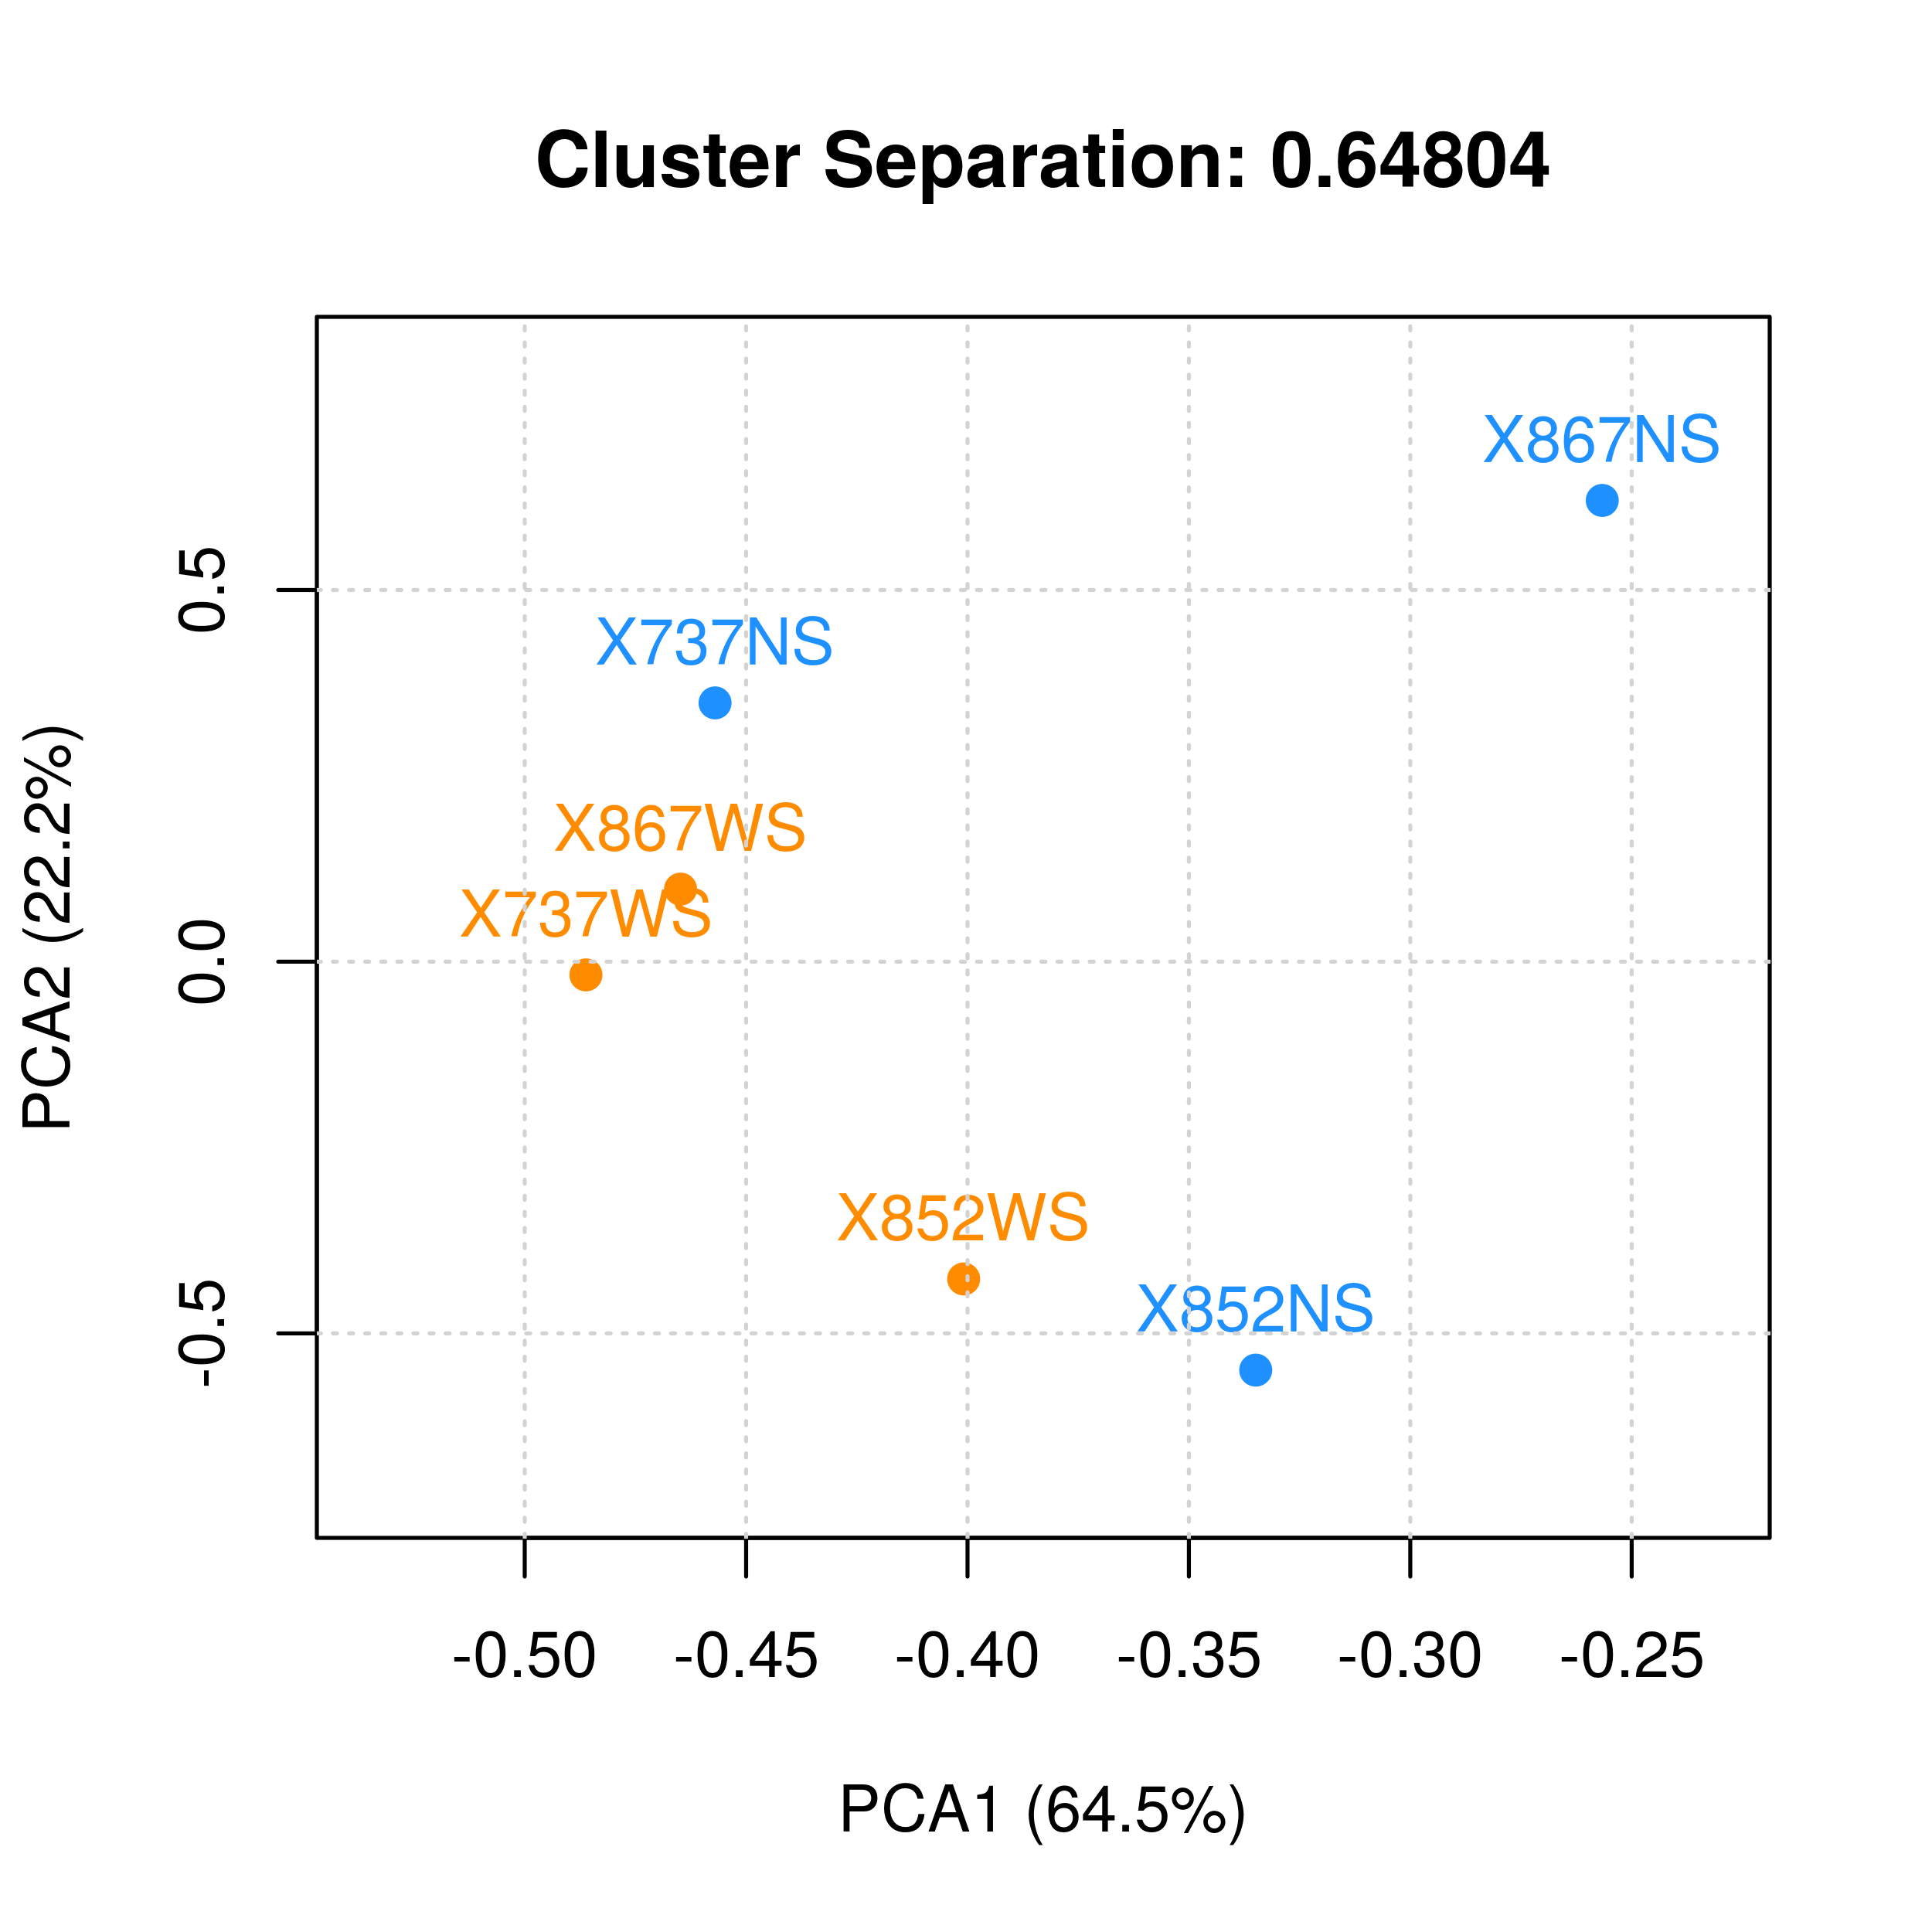 Cluster Separation: 0.64804
X867NS
X737NS
X867WS
X737WS
X852WS
X852NS
PCA2 (22.2%)
0.5
0.0
-0.5
-0.50 -0.45 -0.40 -0.35 -0.30 -0.25
PCA1 (64.5%)